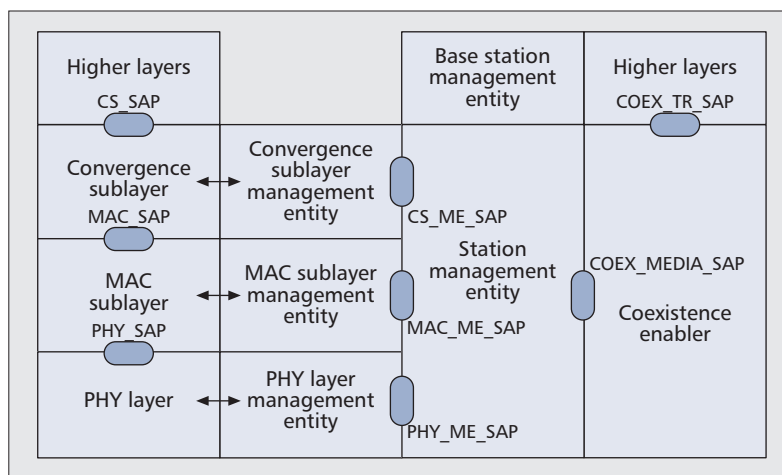 Higher layers
CS_SAP
Base station
management
entity
Higher layers
COEX_TR_SAP
Convergence
sublayer
MAC_SAP
Convergence
sublayer
management
entity
CS_ME_SAP
Station
management
entity
COEX_MEDIA_SAP
Coexistence
enabler
MAC
sublayer
PHY_SAP
MAC sublayer
management
entity
MAC_ME_SAP
PHY layer
PHY layer
management
entity
PHY_ME_SAP